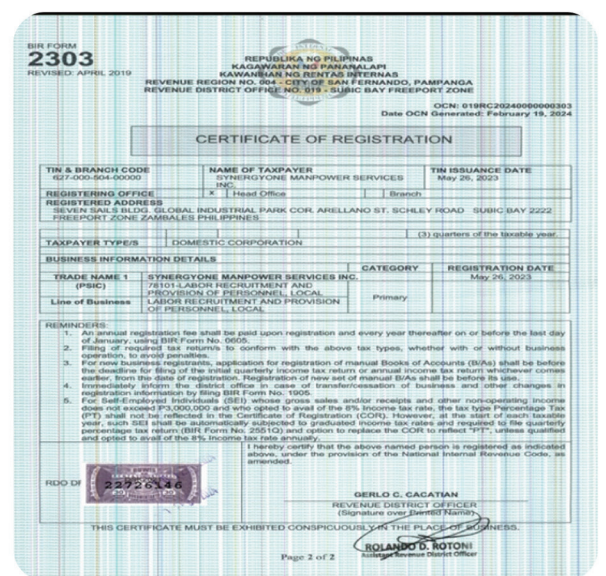 BIR FORM
2303
REVISED: APRIL 2019
REPUBLIKA NG PILIPINAS
KAGAWARAN NG PANANALAPI
KAWANIHAN NG RENTAS INTERNAS
REVENUE REGION NO. 004 - CITY OF SAN FERNANDO, PAMPANGA
REVENUE DISTRICT OFFICE NO. 019 - SUBIC BAY FREEPORT ZONE
OCN: 019RC20240000000303
Date OCN Generated: February 19, 2024
CERTIFICATE OF REGISTRATION
TIN & BRANCH CODE NAME OF TAXPAYER TIN ISSUANCE DATE
627-000-504-00000 SYNERGYONE MANPOWER SERVICES INC. May 26, 2023
REGISTERING OFFICE X Head Office Branch
REGISTERED ADDRESS
SEVEN SAILS BLDG. GLOBAL INDUSTRIAL PARK COR. ARELLANO ST. SCHLEY ROAD SUBIC BAY 2222
FREEPORT ZONE ZAMBALES PHILIPPINES
(3) quarters of the taxable year.
TAXPAYER TYPE/S DOMESTIC CORPORATION
BUSINESS INFORMATION DETAILS
CATEGORY REGISTRATION DATE
TRADE NAME 1 SYNERGYONE MANPOWER SERVICES INC. May 26, 2023
(PSIC) 78101-LABOR RECRUITMENT AND
PROVISION OF PERSONNEL, LOCAL Primary
Line of Business LABOR RECRUITMENT AND PROVISION
OF PERSONNEL, LOCAL
REMINDERS:
1. An annual registration fee shall be paid upon registration and every year thereafter on or before the last day
of January, using BIR Form No. 0605.
2. Filing of required tax return/s to conform with the above tax types, whether with or without business
operation, to avoid penalties.
3. For new business registrants, application for registration of manual Books of Accounts (B/As) shall be before
the deadline for filing of the initial quarterly income tax return or annual income tax return whichever comes
earlier, from the date of registration. Registration of new set of manual B/As shall be before its use.
4. Immediately inform the district office in case of transfer/cessation of business and other changes in
registration information by filing BIR Form No. 1905.
5. For Self-Employed Individuals (SEI) whose gross sales and/or receipts and other non-operating income
does not exceed P3,000,000 and who opted to avail of the 8% income tax rate, the tax type Percentage Tax
(PT) shall not be reflected in the Certificate of Registration (COR). However, at the start of each taxable
year, such SEI shall be automatically subjected to graduated income tax rates and required to file quarterly
percentage tax return (BIR Form No. 2551Q) and option to replace the COR to reflect "PT", unless qualified
and opted to avail of the 8% income tax rate annually.
I hereby certify that the above named person is registered as indicated
above, under the provision of the National Internal Revenue Code, as
amended.
RDO OF
22726146
GERLO C. CACATIAN
REVENUE DISTRICT OFFICER
(Signature over Printed Name)
THIS CERTIFICATE MUST BE EXHIBITED CONSPICUOUSLY IN THE PLACE OF BUSINESS.
ROLANDO D. ROTONI
Assistant Revenue District Officer
Page 2 of 2